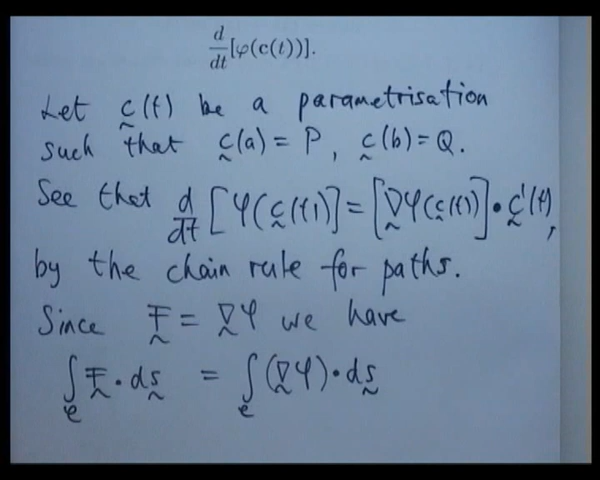 d/dt [φ(c(t))].
Let c̰(t) be a parametrisation
such that c̰(a) = P, c̰(b) = Q.
See that d/dt [φ(c̰(t))] = [∇̰φ(c̰(t))] • c̰'(t),
by the chain rule for paths.
Since F̰ = ∇̰φ we have
∫_C F̰ • ds̰ = ∫_C (∇̰φ) • ds̰